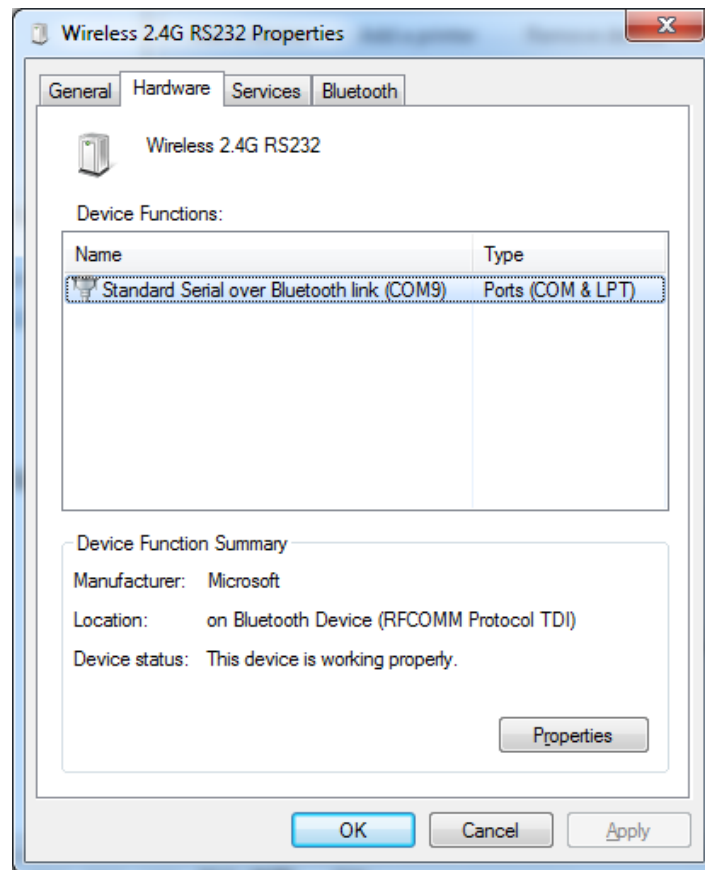 Wireless 2.4G RS232 Properties
General Hardware Services Bluetooth
Wireless 2.4G RS232
Device Functions:
Name Type
Standard Serial over Bluetooth link (COM9) Ports (COM & LPT)
Device Function Summary
Manufacturer: Microsoft
Location: on Bluetooth Device (RFCOMM Protocol TDI)
Device status: This device is working properly.
Properties
OK Cancel Apply